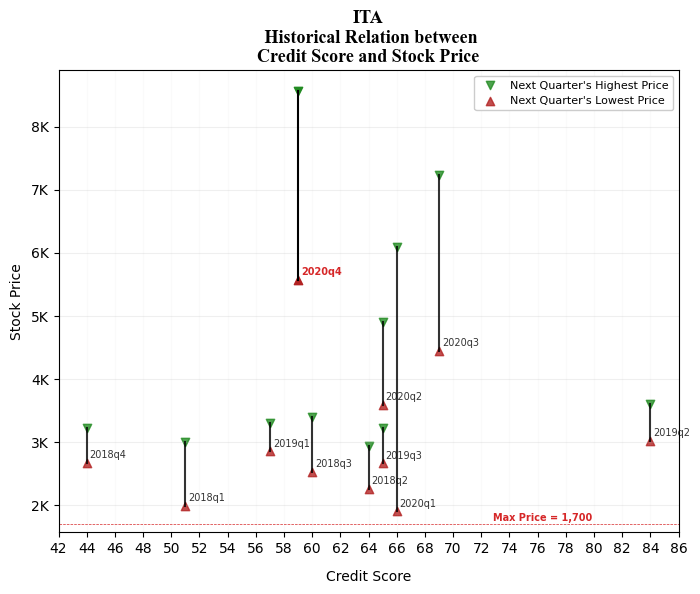 ITA
Historical Relation between
Credit Score and Stock Price
Next Quarter's Highest Price
Next Quarter's Lowest Price
8K
7K
6K
5K
4K
3K
2K
Stock Price
2020q4
2020q3
2020q2
2018q4
2018q1
2019q1
2018q3
2018q2
2019q3
2020q1
2019q2
Max Price = 1,700
42 44 46 48 50 52 54 56 58 60 62 64 66 68 70 72 74 76 78 80 82 84 86
Credit Score